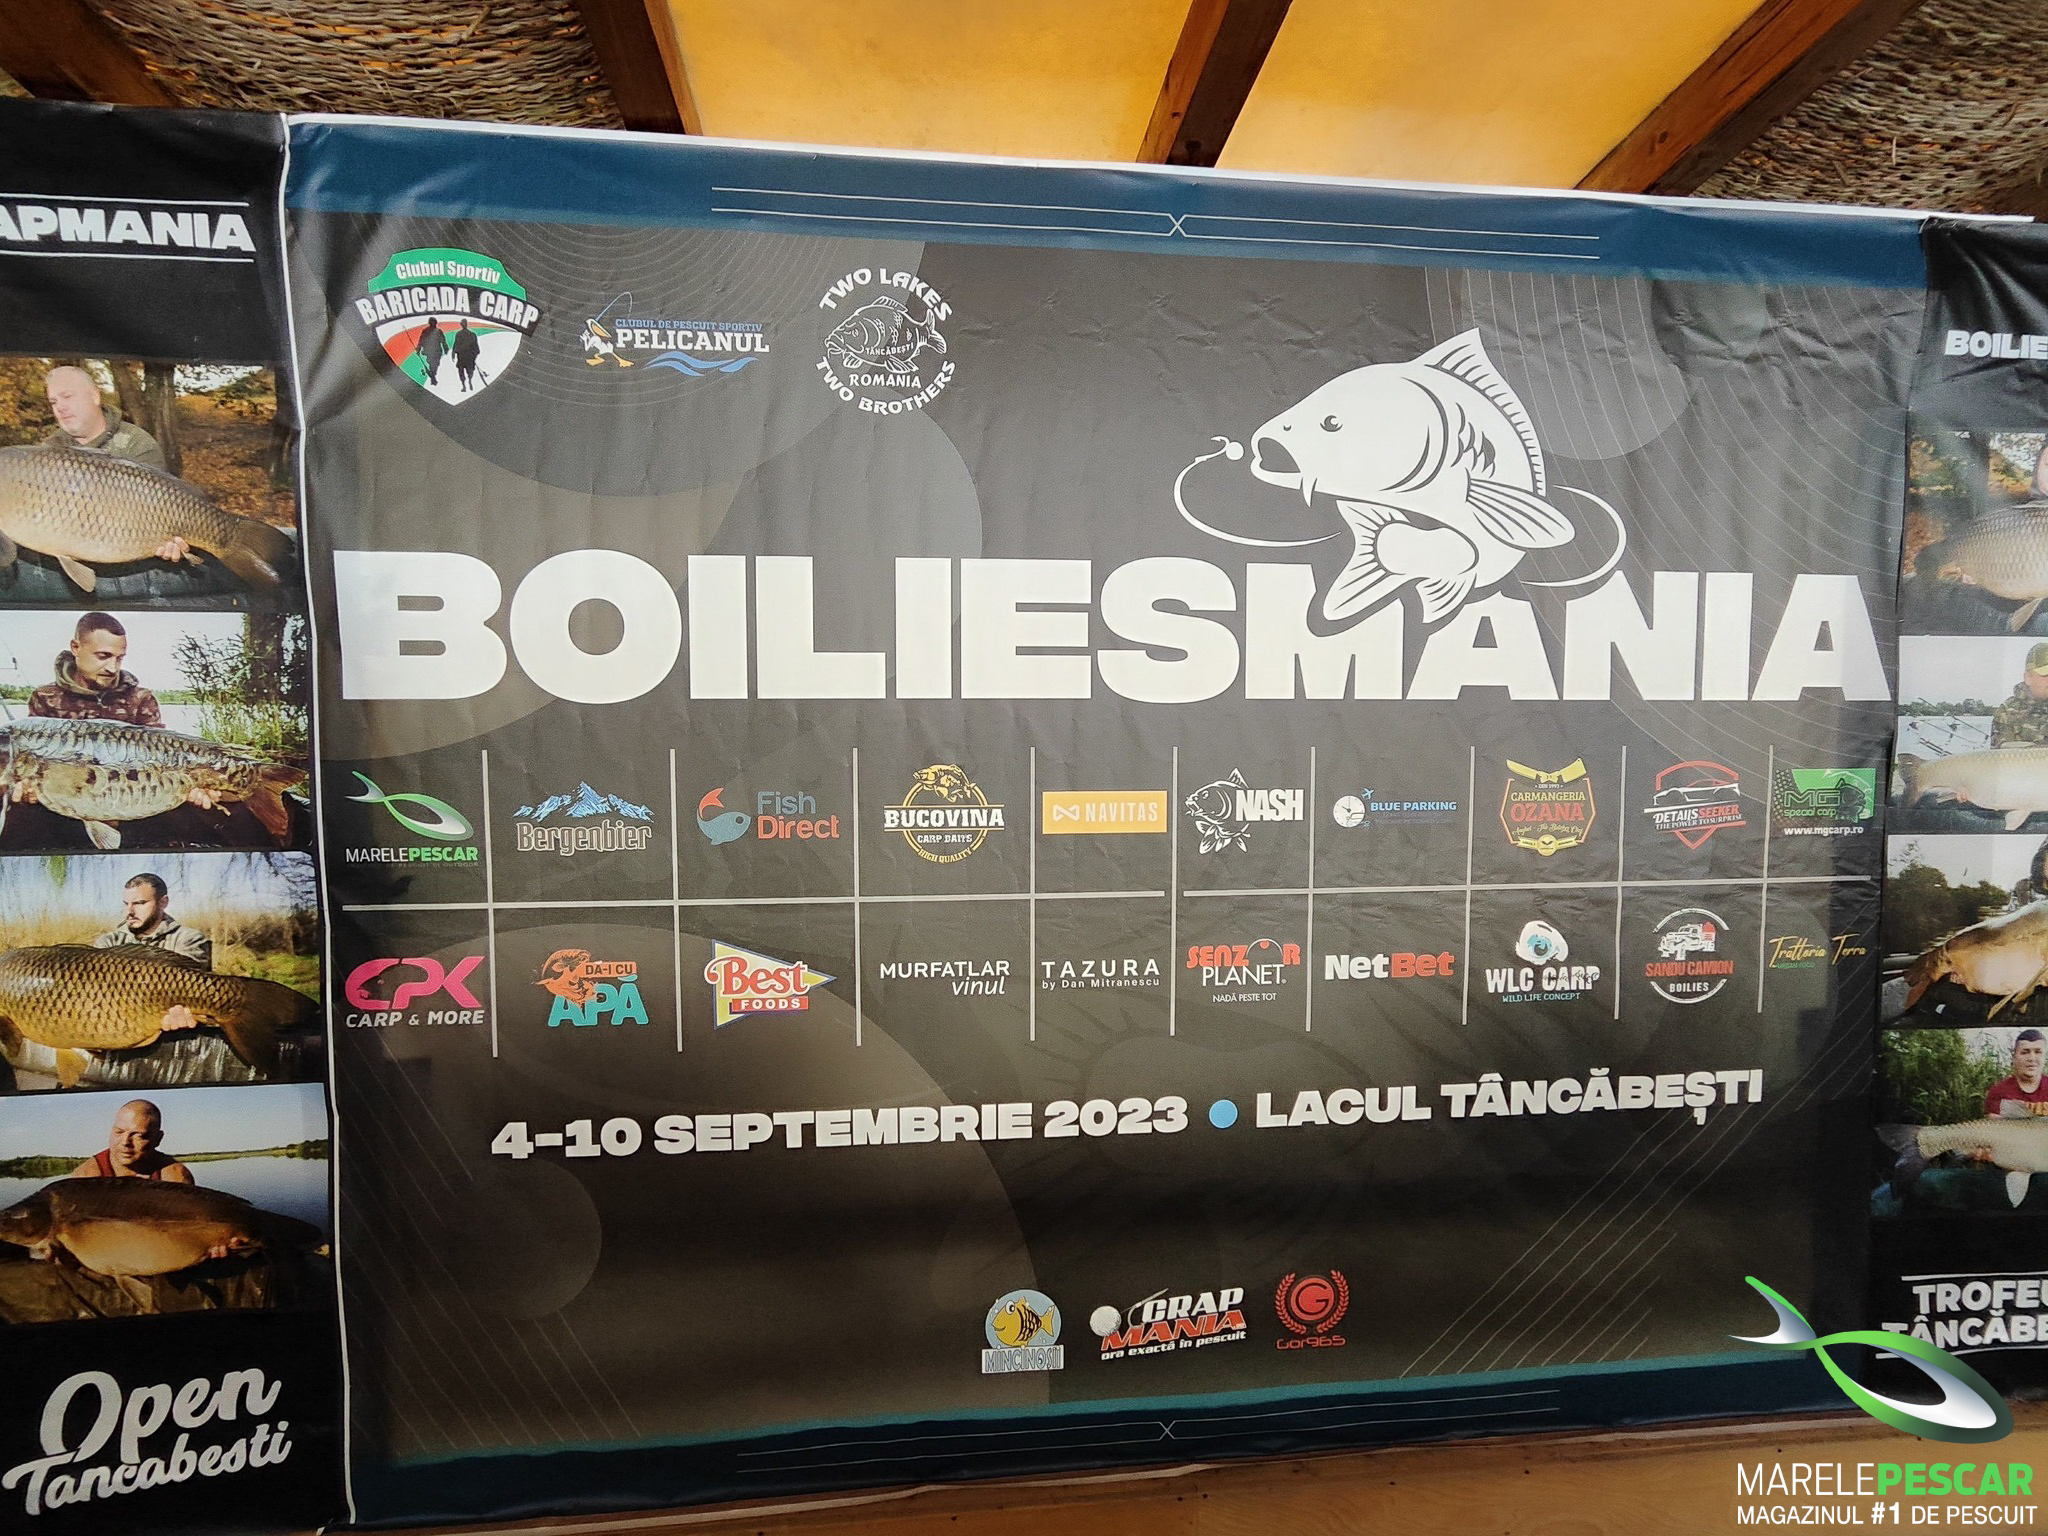 APMANIA
Clubul Sportiv
BARICADA CARP
CLUBUL DE PESCUIT SPORTIV
PELICANUL
TWO LAKES
TÂNCĂBEȘTI
ROMANIA
TWO BROTHERS
BOILIE
BOILIESMANIA
MARELEPESCAR
Bergenbier
Fish
Direct
BUCOVINA
CARP BAITS
HIGH QUALITY
NAVITAS
NASH
BLUE PARKING
CARMANGERIA
OZANA
DETAILSSEEKER
THE POWER TO SURPRISE
MG
special carp
www.mgcarp.ro
CPK
CARP & MORE
DA-I CU
APĂ
Best
FOODS
MURFATLAR
vinul
TAZURA
by Dan Mitranescu
SENZOR
PLANET
NADĂ PESTE TOT
NetBet
WLC CARP
WILD LIFE CONCEPT
SANDU CAMION
BOILIES
Trattoria Terra
4-10 SEPTEMBRIE 2023 • LACUL TÂNCĂBEȘTI
MINCINOȘII
CRAP
MANIA
ora exactă în pescuit
G
Gor965
Open
Tancabesti
TROFEU
TÂNCĂBE
MARELEPESCAR
MAGAZINUL #1 DE PESCUIT